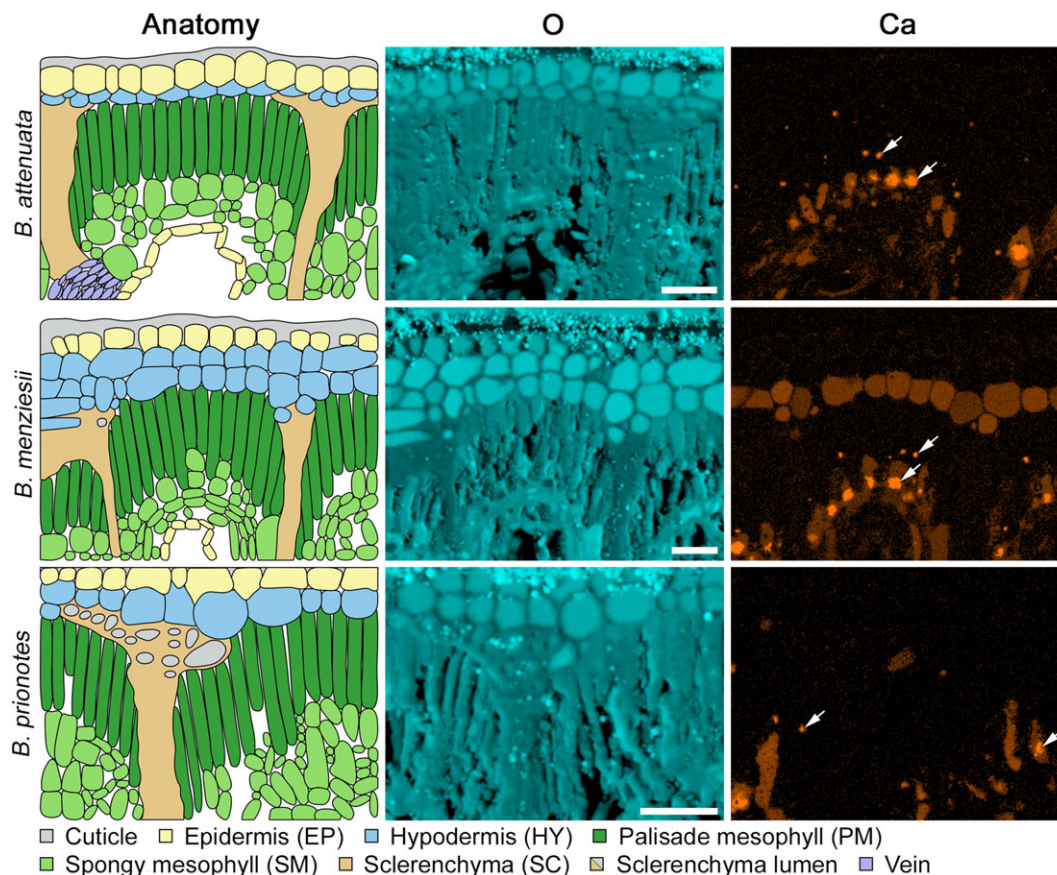 Anatomy O Ca
B. attenuata
B. menziesii
B. prionotes
Cuticle Epidermis (EP) Hypodermis (HY) Palisade mesophyll (PM)
Spongy mesophyll (SM) Sclerenchyma (SC) Sclerenchyma lumen Vein